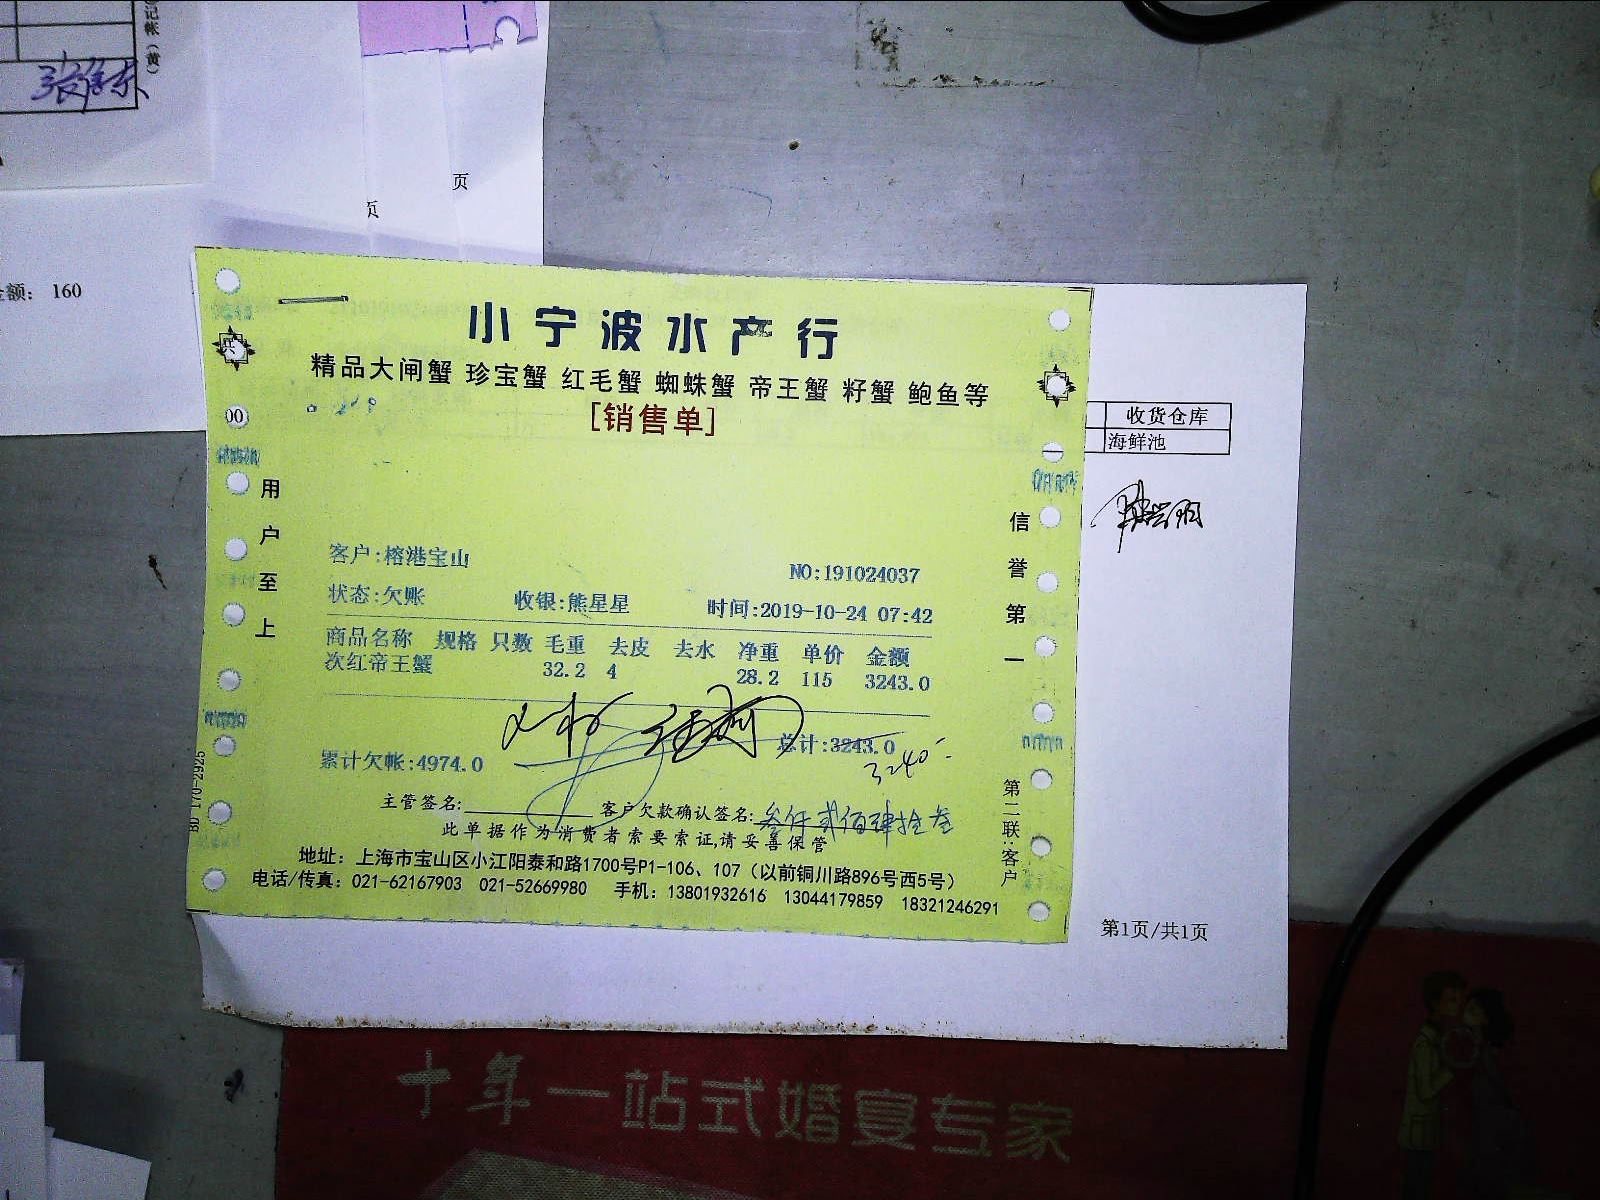 记帐(黄)
页
页
金额: 160
小宁波水产行
精品大闸蟹 珍宝蟹 红毛蟹 蜘蛛蟹 帝王蟹 籽蟹 鲍鱼等
[销售单]
收货仓库
海鲜池
用户至上
信誉第一
客户:榕港宝山
NO:191024037
状态:欠账 收银:熊星星 时间:2019-10-24 07:42
商品名称 规格 只数 毛重 去皮 去水 净重 单价 金额
次红帝王蟹 32.2 4 28.2 115 3243.0
累计欠帐:4974.0 总计:3243.0
3240-
主管签名: 客户欠款确认签名:叁仟贰佰肆拾叁
此单据作为消费者索要索证,请妥善保管
地址: 上海市宝山区小江阳泰和路1700号P1-106、107 (以前铜川路896号西5号)
电话/传真: 021-62167903 021-52669980 手机: 13801932616 13044179859 18321246291
第二联:客户
BD 170-2925
第1页/共1页
十年一站式婚宴专家